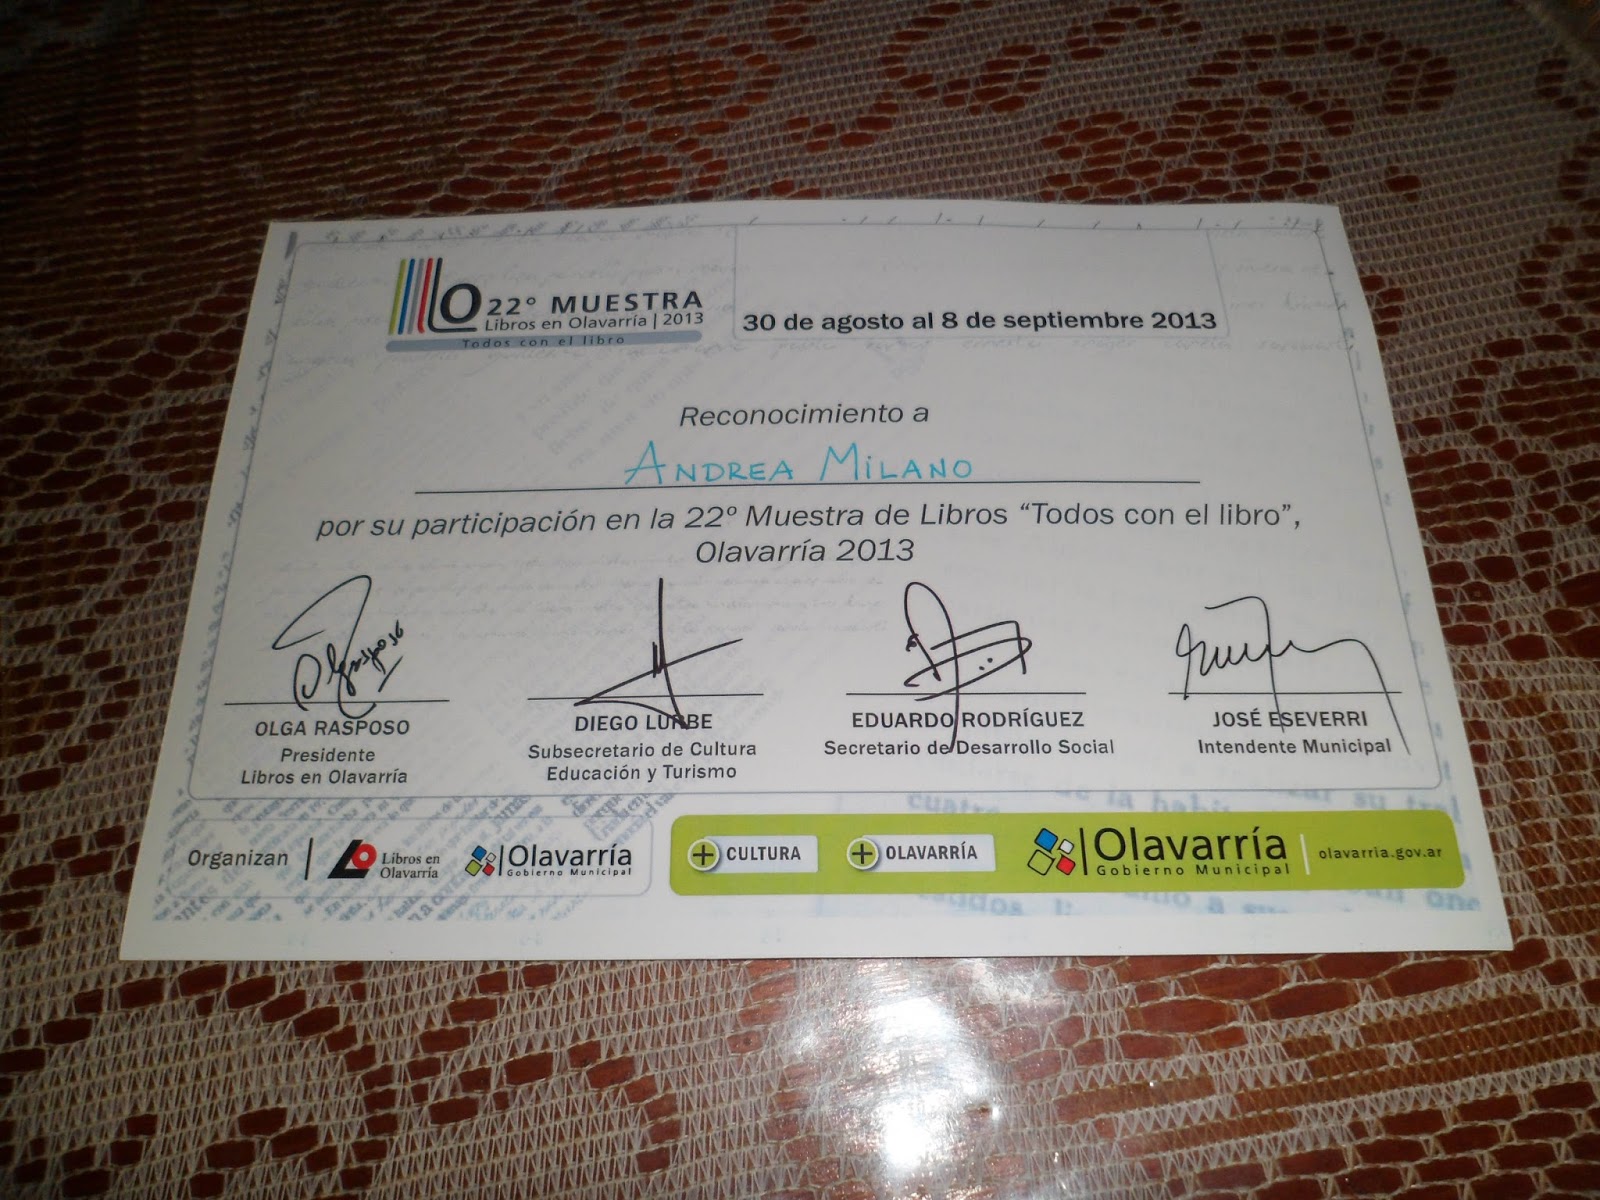 LO 22º MUESTRA
Libros en Olavarría | 2013
Todos con el libro
30 de agosto al 8 de septiembre 2013
Reconocimiento a
ANDREA MILANO
por su participación en la 22º Muestra de Libros “Todos con el libro”,
Olavarría 2013
OLGA RASPOSO
Presidente
Libros en Olavarría
DIEGO LURBE
Subsecretario de Cultura
Educación y Turismo
EDUARDO RODRÍGUEZ
Secretario de Desarrollo Social
JOSÉ ESEVERRI
Intendente Municipal
Organizan
Libros en
Olavarría
Olavarría
Gobierno Municipal
+ CULTURA
+ OLAVARRÍA
Olavarría
Gobierno Municipal
olavarria.gov.ar